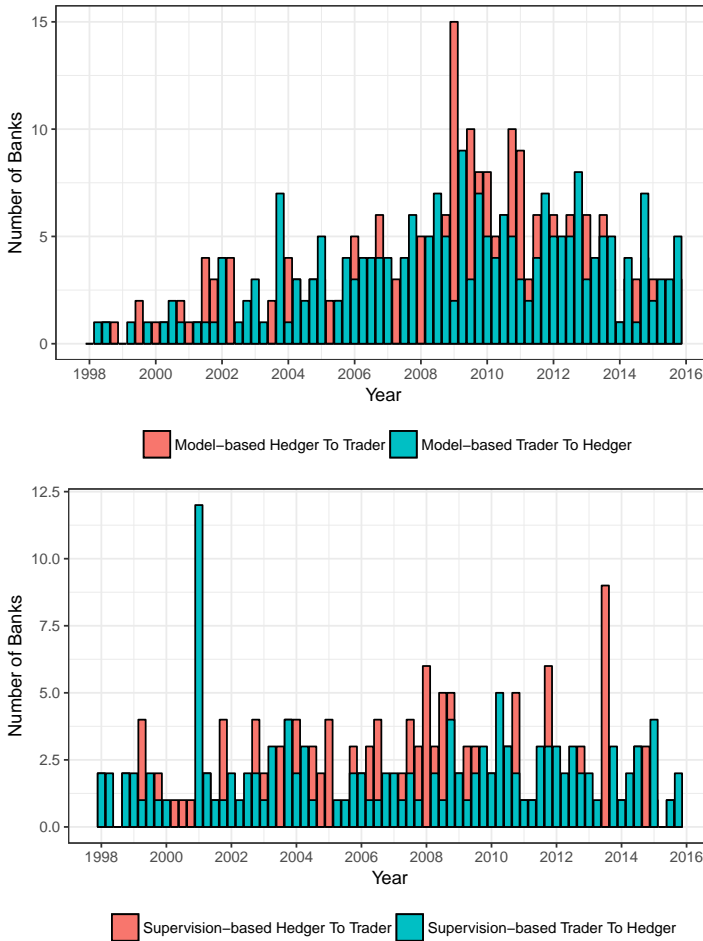 15
10
5
0
Number of Banks
1998 2000 2002 2004 2006 2008 2010 2012 2014 2016
Year
Model−based Hedger To Trader Model−based Trader To Hedger
12.5
10.0
7.5
5.0
2.5
0.0
Number of Banks
1998 2000 2002 2004 2006 2008 2010 2012 2014 2016
Year
Supervision−based Hedger To Trader Supervision−based Trader To Hedger